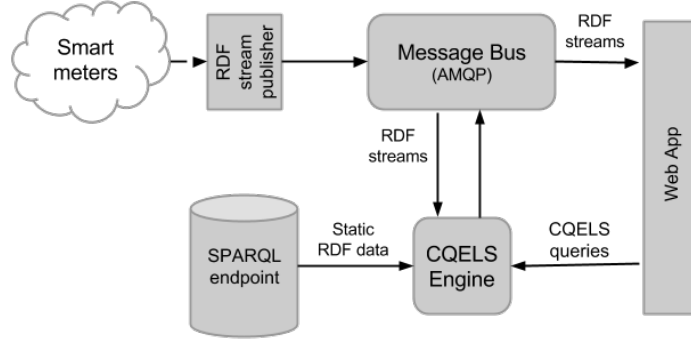 Smart
meters
RDF
stream
publisher
Message Bus
(AMQP)
RDF
streams
RDF
streams
Web App
SPARQL
endpoint
Static
RDF data
CQELS
Engine
CQELS
queries